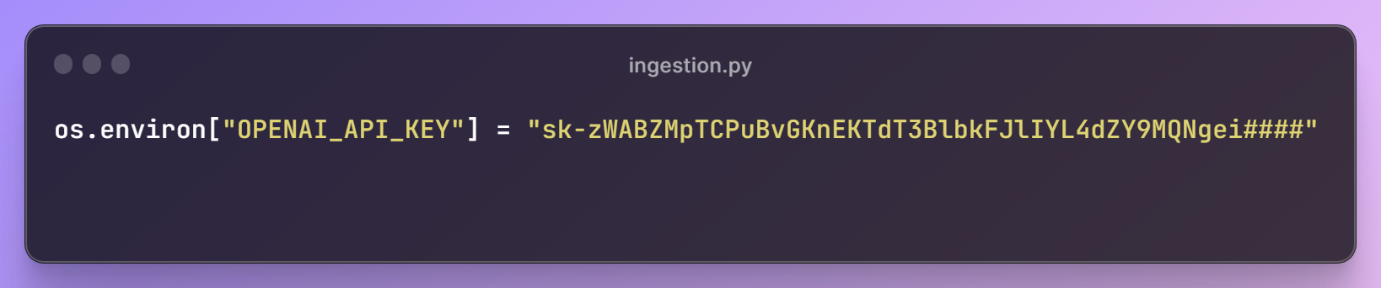 ingestion.py
os.environ["OPENAI_API_KEY"] = "sk-zWABZMpTCPuBvGKnEKTdT3BlbkFJlIYL4dZY9MQNgei####"